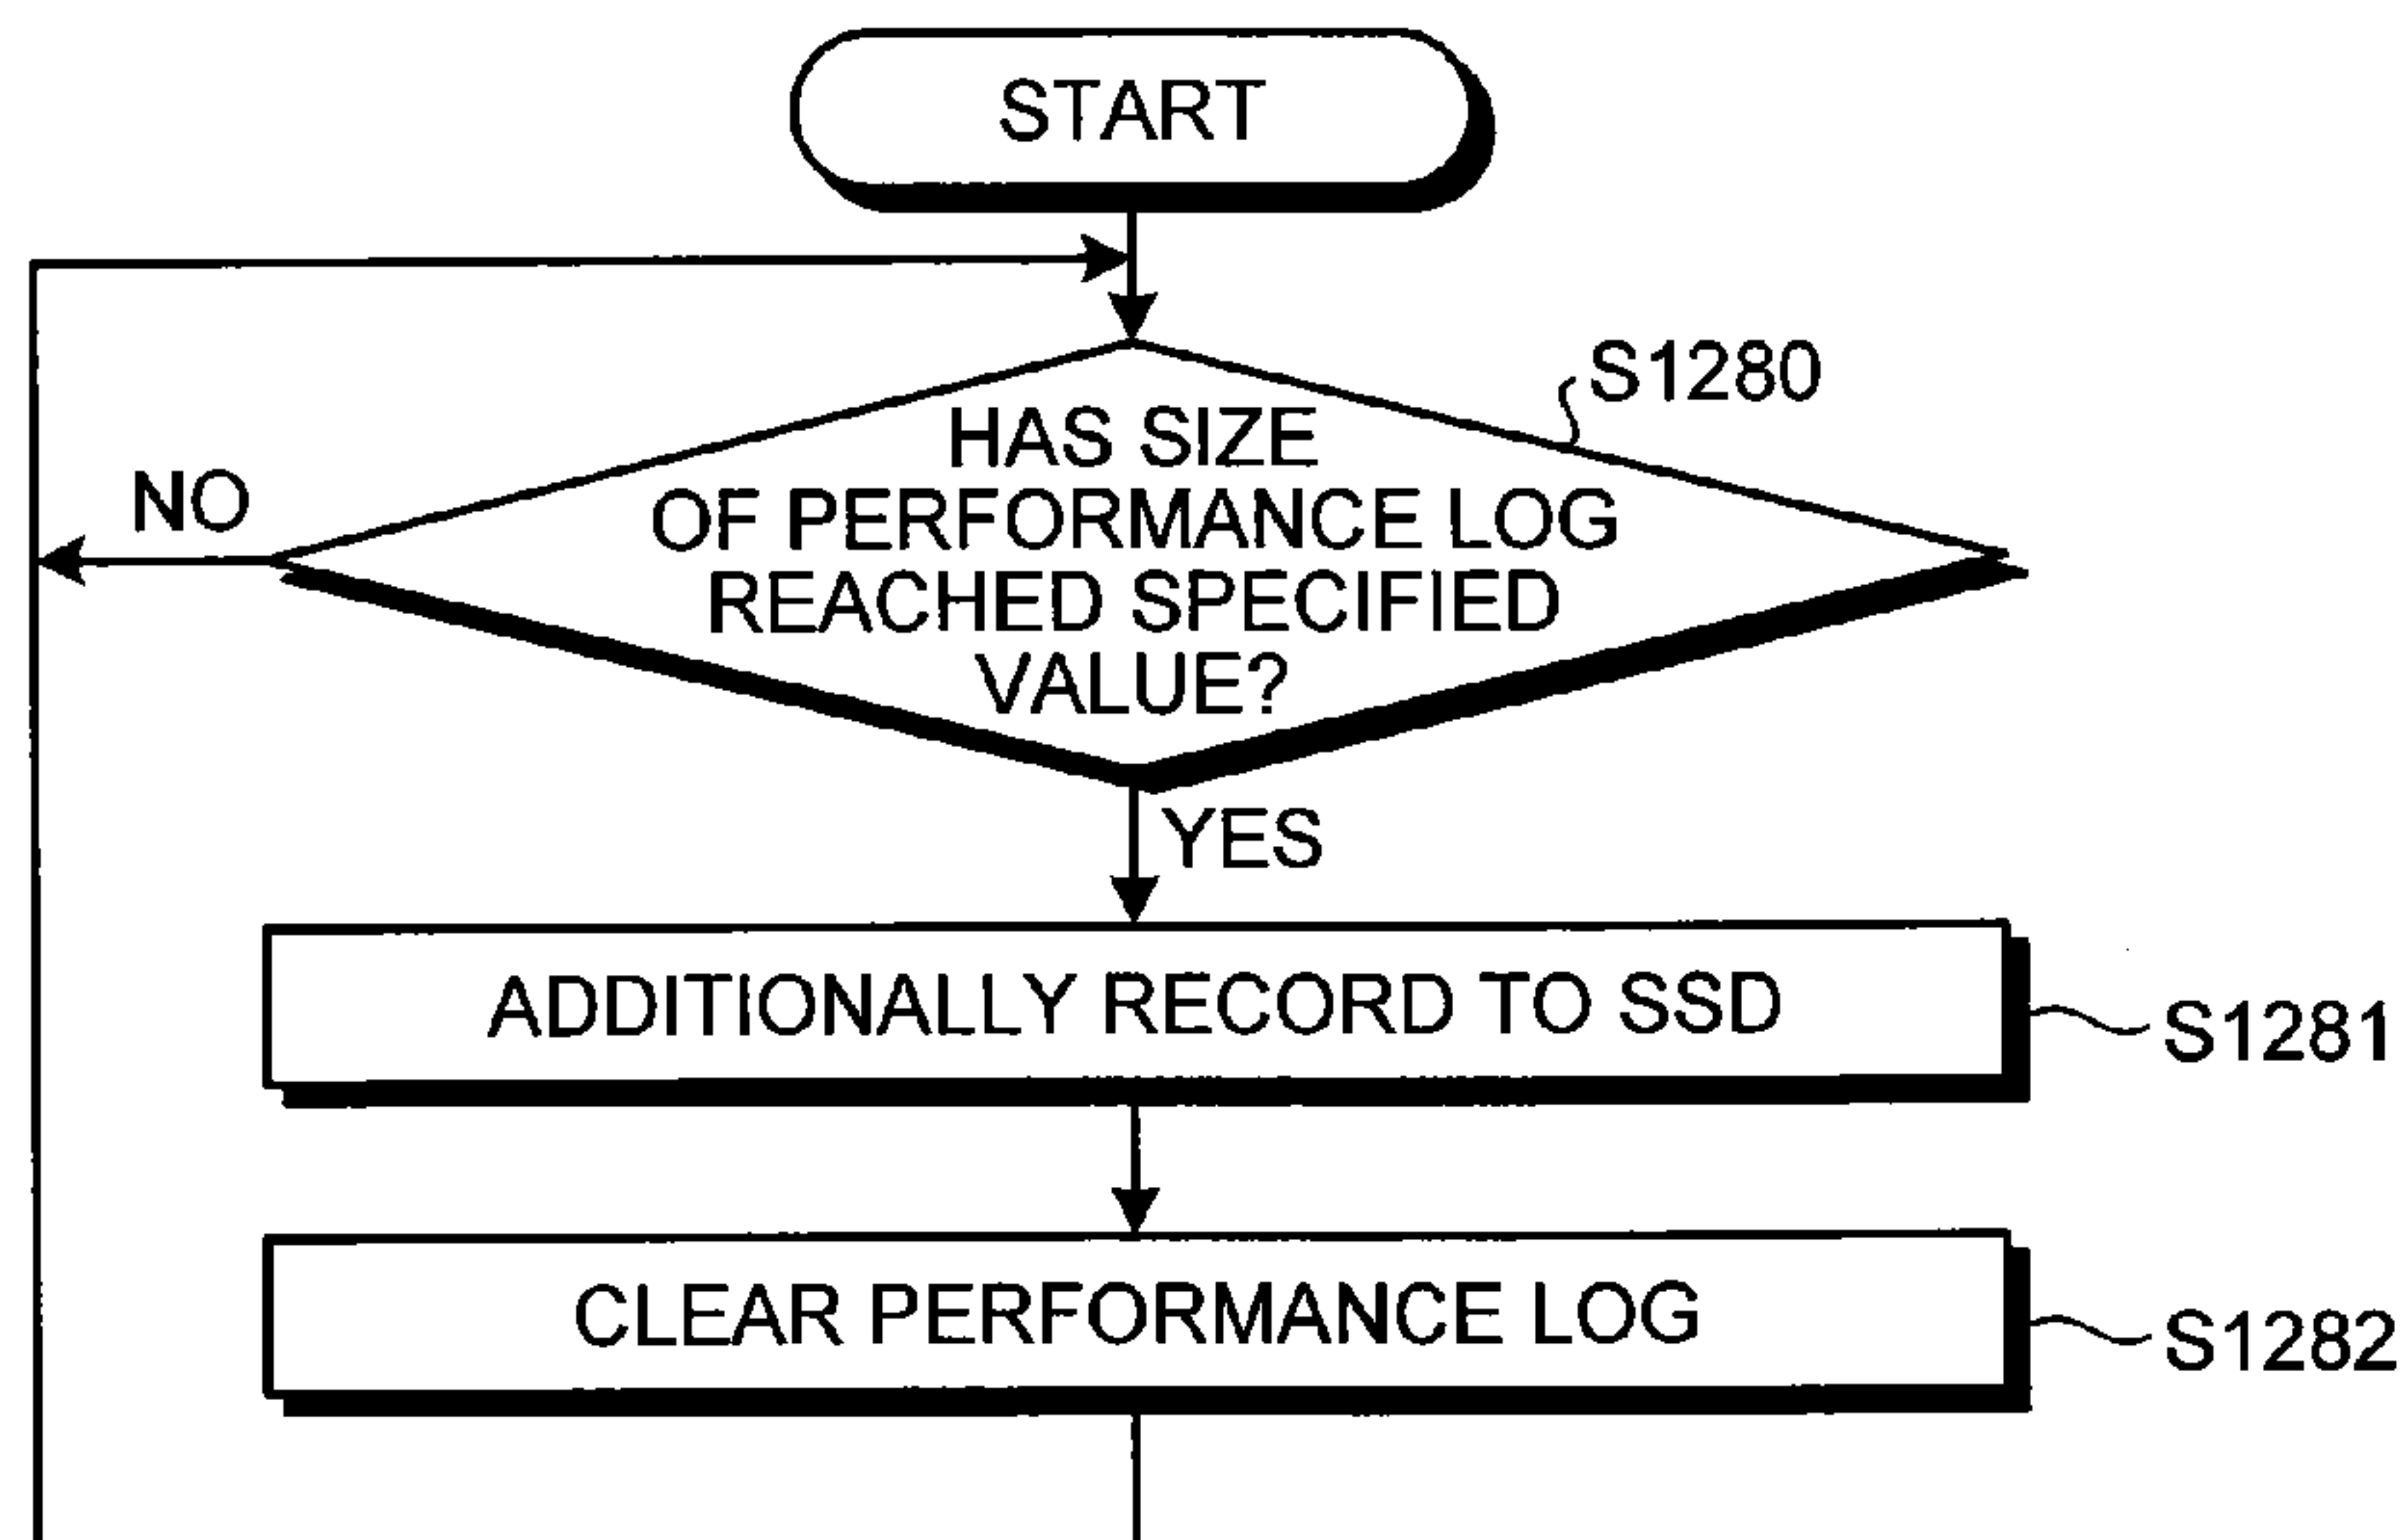 START
S1280
HAS SIZE
NO
OF PERFORMANCE LOG
REACHED SPECIFIED
VALUE?
YES
ADDITIONALLY RECORD TO SSD
S1281
CLEAR PERFORMANCE LOG
S1282